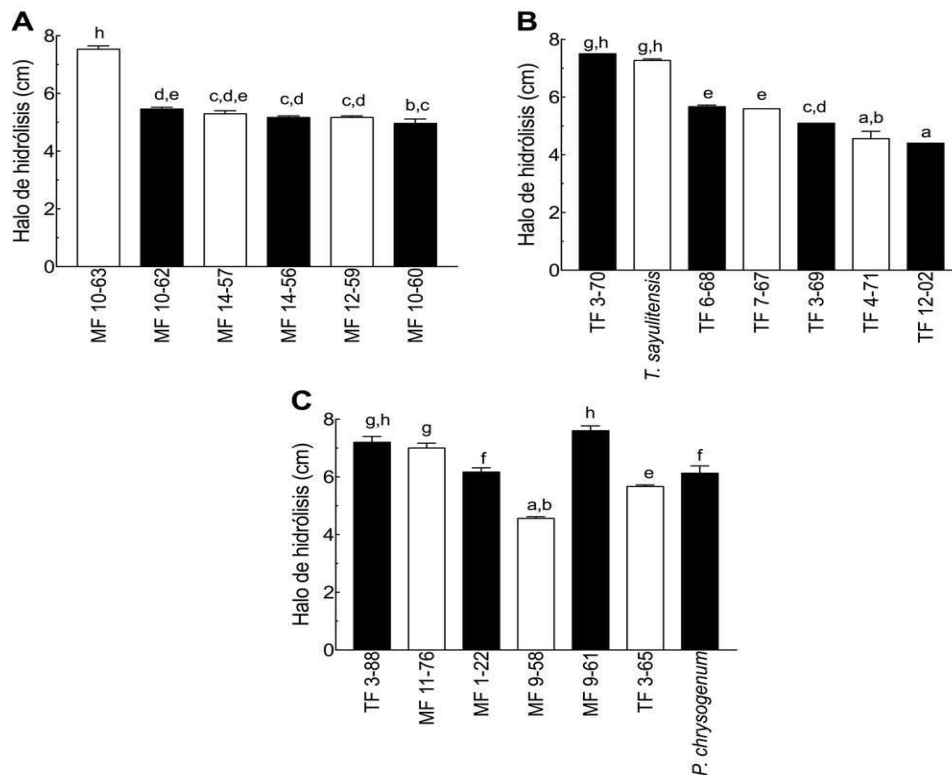 A
Halo de hidrólisis (cm)
8
6
4
2
0
h
d,e
c,d,e
c,d
c,d
b,c
MF 10-63
MF 10-62
MF 14-57
MF 14-56
MF 12-59
MF 10-60
B
Halo de hidrólisis (cm)
8
6
4
2
0
g,h
g,h
e
e
c,d
a,b
a
TF 3-70
T. sayulitensis
TF 6-68
TF 7-67
TF 3-69
TF 4-71
TF 12-02
C
Halo de hidrólisis (cm)
8
6
4
2
0
g,h
g
f
a,b
h
e
f
TF 3-88
MF 11-76
MF 1-22
MF 9-58
MF 9-61
TF 3-65
P. chrysogenum